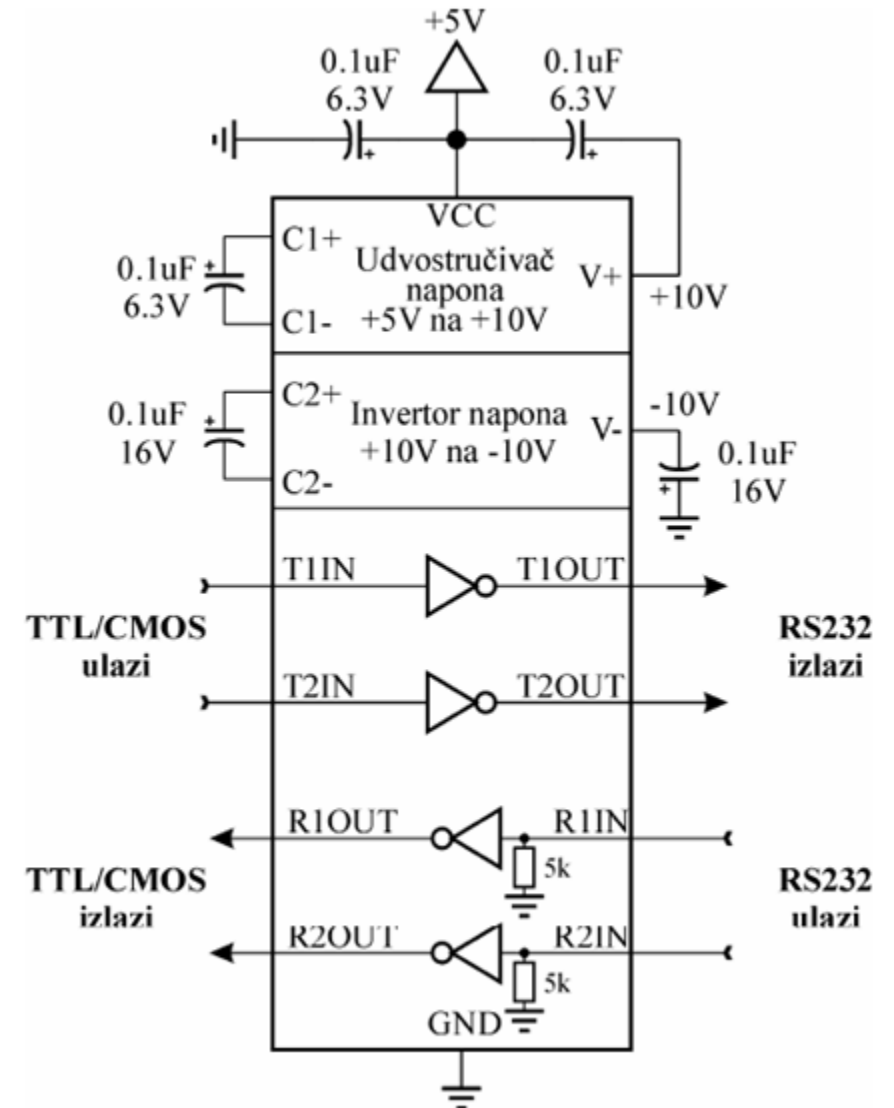 +5V
0.1uF
6.3V
0.1uF
6.3V
+
+
VCC
C1+
Udvostručivač
napona
+5V na +10V
C1-
V+
+10V
0.1uF
6.3V
+
C2+
Invertor napona
+10V na -10V
C2-
V-
-10V
0.1uF
16V
+
0.1uF
16V
+
T1IN
T1OUT
TTL/CMOS
ulazi
RS232
izlazi
T2IN
T2OUT
R1OUT
R1IN
5k
TTL/CMOS
izlazi
RS232
ulazi
R2OUT
R2IN
5k
GND